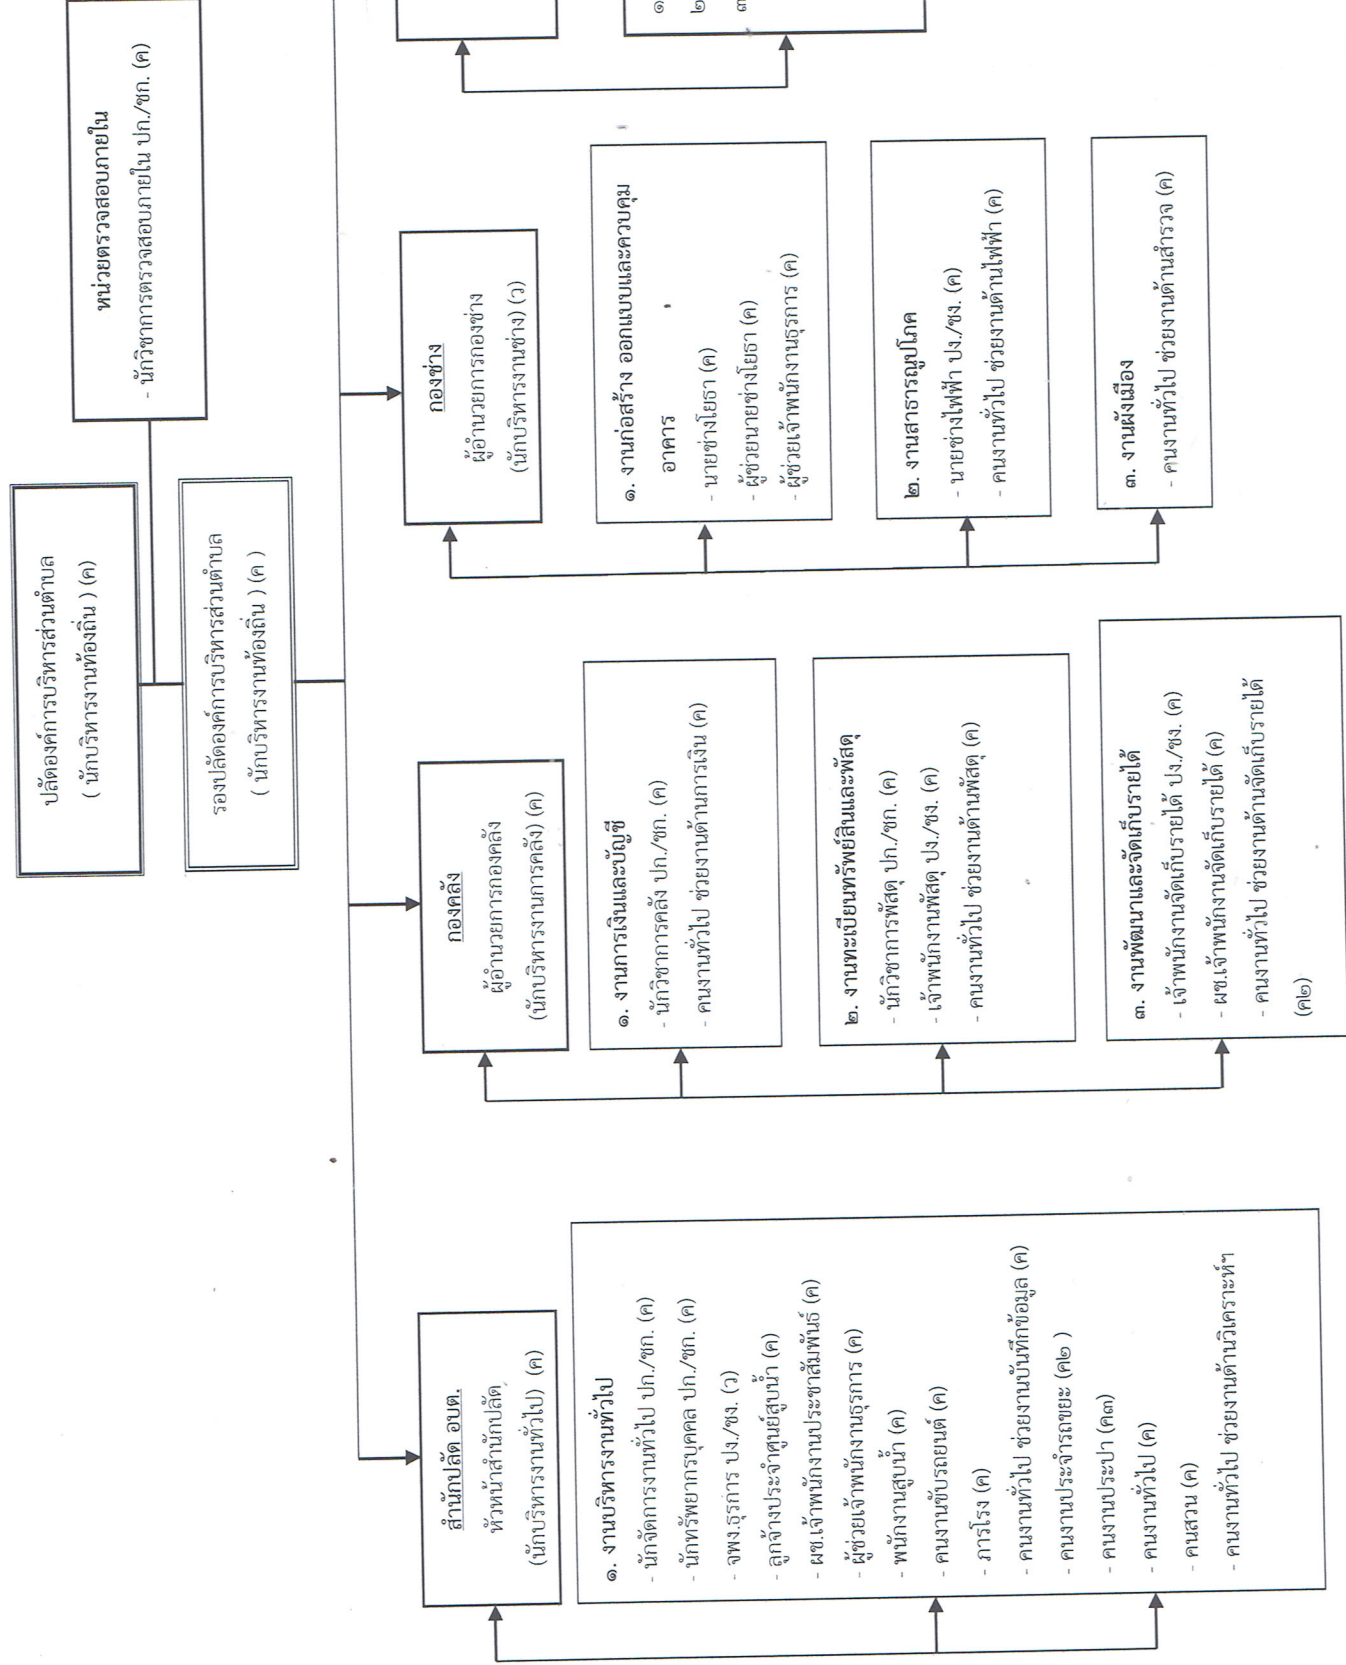 ปลัดองค์การบริหารส่วนตำบล
( นักบริหารงานท้องถิ่น ) (ค)
หน่วยตรวจสอบภายใน
- นักวิชาการตรวจสอบภายใน ปก./ชก. (ค)
รองปลัดองค์การบริหารส่วนตำบล
( นักบริหารงานท้องถิ่น ) (ค )
สำนักปลัด อบต.
หัวหน้าสำนักปลัด
(นักบริหารงานทั่วไป) (ค)
๑. งานบริหารงานทั่วไป
- นักจัดการงานทั่วไป ปก./ชก. (ค)
- นักทรัพยากรบุคคล ปก./ชก. (ค)
- จพง.ธุรการ ปง./ชง. (ว)
- ลูกจ้างประจำศูนย์สูบน้ำ (ค)
- ผช.เจ้าพนักงานประชาสัมพันธ์ (ค)
- ผู้ช่วยเจ้าพนักงานธุรการ (ค)
- พนักงานสูบน้ำ (ค)
- คนงานขับรถยนต์ (ค)
- ภารโรง (ค)
- คนงานทั่วไป ช่วยงานบันทึกข้อมูล (ค)
- คนงานประจำรถขยะ (ค๒ )
- คนงานประปา (ค๓)
- คนงานทั่วไป (ค)
- คนสวน (ค)
- คนงานทั่วไป ช่วยงานด้านวิเคราะห์ฯ
กองคลัง
ผู้อำนวยการกองคลัง
(นักบริหารงานการคลัง) (ค)
๑. งานการเงินและบัญชี
- นักวิชาการคลัง ปก./ชก. (ค)
- คนงานทั่วไป ช่วยงานด้านการเงิน (ค)
๒. งานทะเบียนทรัพย์สินและพัสดุ
- นักวิชาการพัสดุ ปก./ชก. (ค)
- เจ้าพนักงานพัสดุ ปง./ชง. (ค)
- คนงานทั่วไป ช่วยงานด้านพัสดุ (ค)
๓. งานพัฒนาและจัดเก็บรายได้
- เจ้าพนักงานจัดเก็บรายได้ ปง./ชง. (ค)
- ผช.เจ้าพนักงานจัดเก็บรายได้ (ค)
- คนงานทั่วไป ช่วยงานด้านจัดเก็บรายได้
(ค๒)
กองช่าง
ผู้อำนวยการกองช่าง
(นักบริหารงานช่าง) (ว)
๑. งานก่อสร้าง ออกแบบและควบคุม
อาคาร
- นายช่างโยธา (ค)
- ผู้ช่วยนายช่างโยธา (ค)
- ผู้ช่วยเจ้าพนักงานธุรการ (ค)
๒. งานสาธารณูปโภค
- นายช่างไฟฟ้า ปง./ชง. (ค)
- คนงานทั่วไป ช่วยงานด้านไฟฟ้า (ค)
๓. งานผังเมือง
- คนงานทั่วไป ช่วยงานด้านสำรวจ (ค)
๑
๒
๓